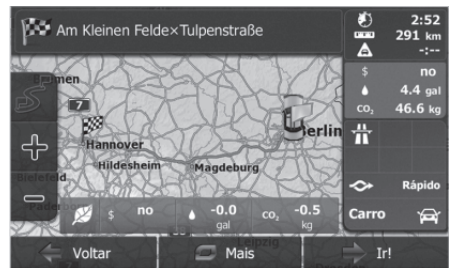 Am Kleinen Felde×Tulpenstraße
2:52
291 km
-:--
$ no
4.4 gal
CO₂ 46.6 kg
Rápido
Carro
7
Hannover
Hildesheim
Magdeburg
Berlin
Leipzig
$ no
-0.0 gal
CO₂ -0.5 kg
Voltar
Mais
Ir!